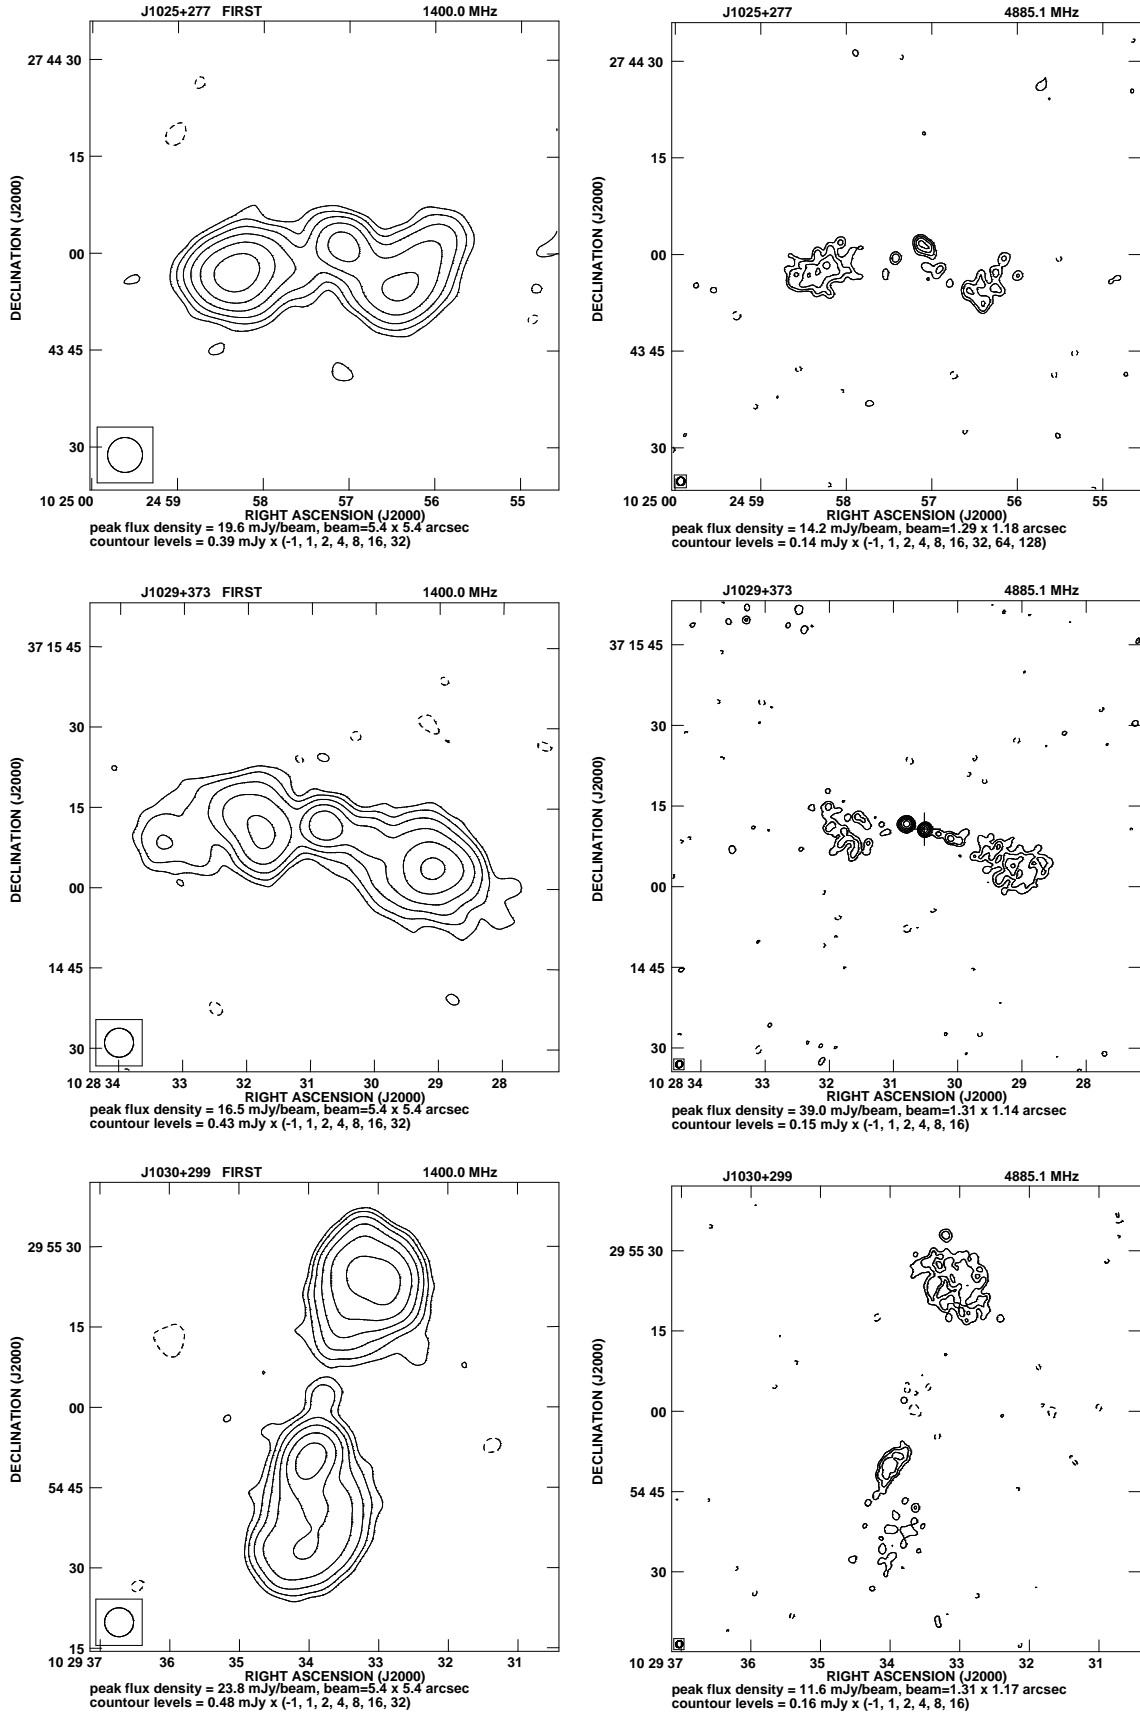 J1025+277 FIRST 1400.0 MHz
27 44 30
15
00
43 45
30
DECLINATION (J2000)
10 25 00 24 59 58 57 56 55
RIGHT ASCENSION (J2000)
peak flux density = 19.6 mJy/beam, beam=5.4 x 5.4 arcsec
countour levels = 0.39 mJy x (-1, 1, 2, 4, 8, 16, 32)
J1025+277 4885.1 MHz
27 44 30
15
00
43 45
30
DECLINATION (J2000)
10 25 00 24 59 58 57 56 55
RIGHT ASCENSION (J2000)
peak flux density = 14.2 mJy/beam, beam=1.29 x 1.18 arcsec
countour levels = 0.14 mJy x (-1, 1, 2, 4, 8, 16, 32, 64, 128)
J1029+373 FIRST 1400.0 MHz
37 15 45
30
15
00
14 45
30
DECLINATION (J2000)
10 28 34 33 32 31 30 29 28
RIGHT ASCENSION (J2000)
peak flux density = 16.5 mJy/beam, beam=5.4 x 5.4 arcsec
countour levels = 0.43 mJy x (-1, 1, 2, 4, 8, 16, 32)
J1029+373 4885.1 MHz
37 15 45
30
15
00
14 45
30
DECLINATION (J2000)
10 28 34 33 32 31 30 29 28
RIGHT ASCENSION (J2000)
peak flux density = 39.0 mJy/beam, beam=1.31 x 1.14 arcsec
countour levels = 0.15 mJy x (-1, 1, 2, 4, 8, 16)
J1030+299 FIRST 1400.0 MHz
29 55 30
15
00
54 45
30
15
DECLINATION (J2000)
10 29 37 36 35 34 33 32 31
RIGHT ASCENSION (J2000)
peak flux density = 23.8 mJy/beam, beam=5.4 x 5.4 arcsec
countour levels = 0.48 mJy x (-1, 1, 2, 4, 8, 16, 32)
J1030+299 4885.1 MHz
29 55 30
15
00
54 45
30
DECLINATION (J2000)
10 29 37 36 35 34 33 32 31
RIGHT ASCENSION (J2000)
peak flux density = 11.6 mJy/beam, beam=1.31 x 1.17 arcsec
countour levels = 0.16 mJy x (-1, 1, 2, 4, 8, 16)